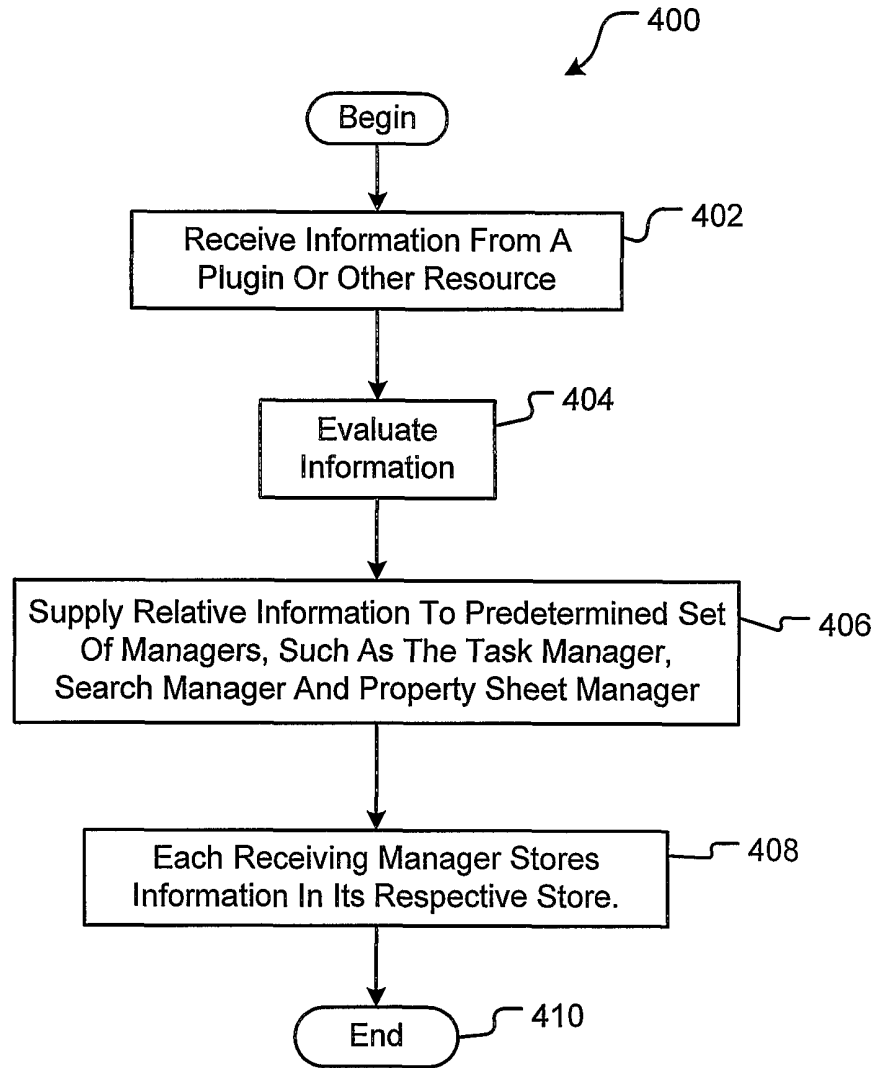 400
Begin
402
Receive Information From A
Plugin Or Other Resource
404
Evaluate
Information
Supply Relative Information To Predetermined Set
Of Managers, Such As The Task Manager,
Search Manager And Property Sheet Manager
406
Each Receiving Manager Stores
Information In Its Respective Store.
408
End
410